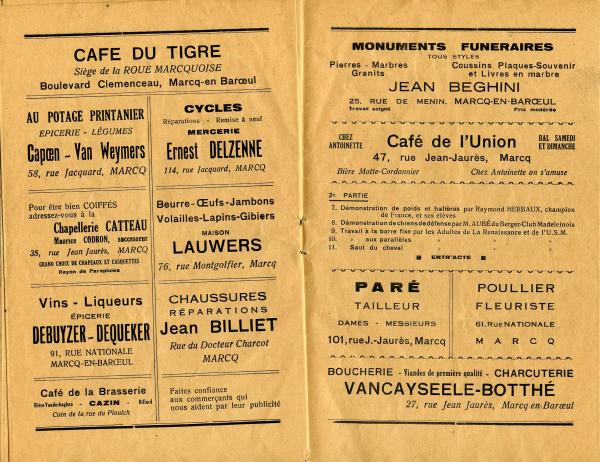 CAFE DU TIGRE
Siège de la ROUE MARCQUOISE
Boulevard Clemenceau, Marcq-en Barœul
AU POTAGE PRINTANIER
EPICERIE - LÉGUMES
Capœn - Van Weymers
58, rue Jacquard, MARCQ
CYCLES
Réparations - Remise à neuf
MERCERIE
Ernest DELZENNE
114, rue Jacquard, MARCQ
Pour être bien COIFFÉS
adressez-vous à la
Chapellerie CATTEAU
Maurice CODRON, successeur
35, rue Jean Jaurès, MARCQ
GRAND CHOIX DE CHAPEAUX ET CASQUETTES
Rayon de Parapluies
Beurre-Œufs-Jambons
Volailles-Lapins-Gibiers
MAISON
LAUWERS
76, rue Montgolfier, Marcq
Vins - Liqueurs
ÉPICERIE
DEBUYZER-DEQUEKER
91, RUE NATIONALE
MARCQ-EN-BARŒUL
CHAUSSURES
RÉPARATIONS
Jean BILLIET
Rue du Docteur Charcot
MARCQ
Café de la Brasserie
Bière Vanderhaghen - CAZIN - Billard
Coin de la rue du Plouich
Faites confiance
aux commerçants qui
nous aident par leur publicité
MONUMENTS FUNERAIRES
TOUS STYLES
Pierres - Marbres Coussins, Plaques-Souvenir
Granits et Livres en marbre
JEAN BEGHINI
25, RUE DE MENIN, MARCQ-EN-BARŒUL
Travail soigné Prix modérés
CHEZ ANTOINETTE
Café de l'Union
BAL SAMEDI ET DIMANCHE
47, rue Jean-Jaurès, Marcq
Bière Motte-Cordonnier Chez Antoinette on s'amuse
2e PARTIE
7. Démonstration de poids et haltères par Raymond HERBAUX, champion
de France, et ses élèves
8. Démonstration de chiens de défense par M. AUBÉ du Berger-Club Madeleinois
9. Travail à la barre fixe par les Adultes de La Renaissance et de l'U.S.M.
10. » aux parallèles » » »
11. Saut du cheval » » »
ENTR'ACTE
PARÉ
TAILLEUR
DAMES - MESSIEURS
101, rue J.-Jaurès, Marcq
POULLIER
FLEURISTE
61, RUE NATIONALE
MARCQ
BOUCHERIE - Viandes de première qualité - CHARCUTERIE
VANCAYSEELE-BOTTHÉ
27, rue Jean Jaurès, Marcq-en-Barœul